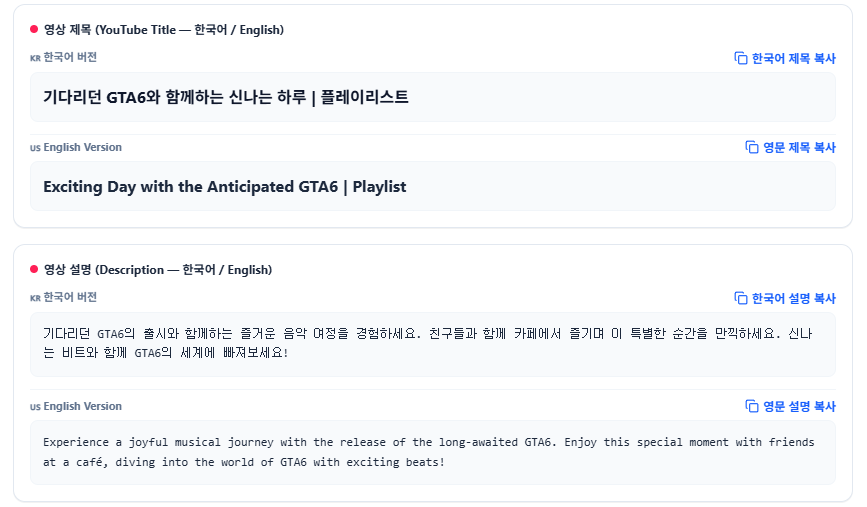 영상 제목 (YouTube Title — 한국어 / English)
KR 한국어 버전
한국어 제목 복사
기다리던 GTA6와 함께하는 신나는 하루 | 플레이리스트
US English Version
영문 제목 복사
Exciting Day with the Anticipated GTA6 | Playlist
영상 설명 (Description — 한국어 / English)
KR 한국어 버전
한국어 설명 복사
기다리던 GTA6의 출시와 함께하는 즐거운 음악 여정을 경험하세요. 친구들과 함께 카페에서 즐기며 이 특별한 순간을 만끽하세요. 신나
는 비트와 함께 GTA6의 세계에 빠져보세요!
US English Version
영문 설명 복사
Experience a joyful musical journey with the release of the long-awaited GTA6. Enjoy this special moment with friends
at a café, diving into the world of GTA6 with exciting beats!